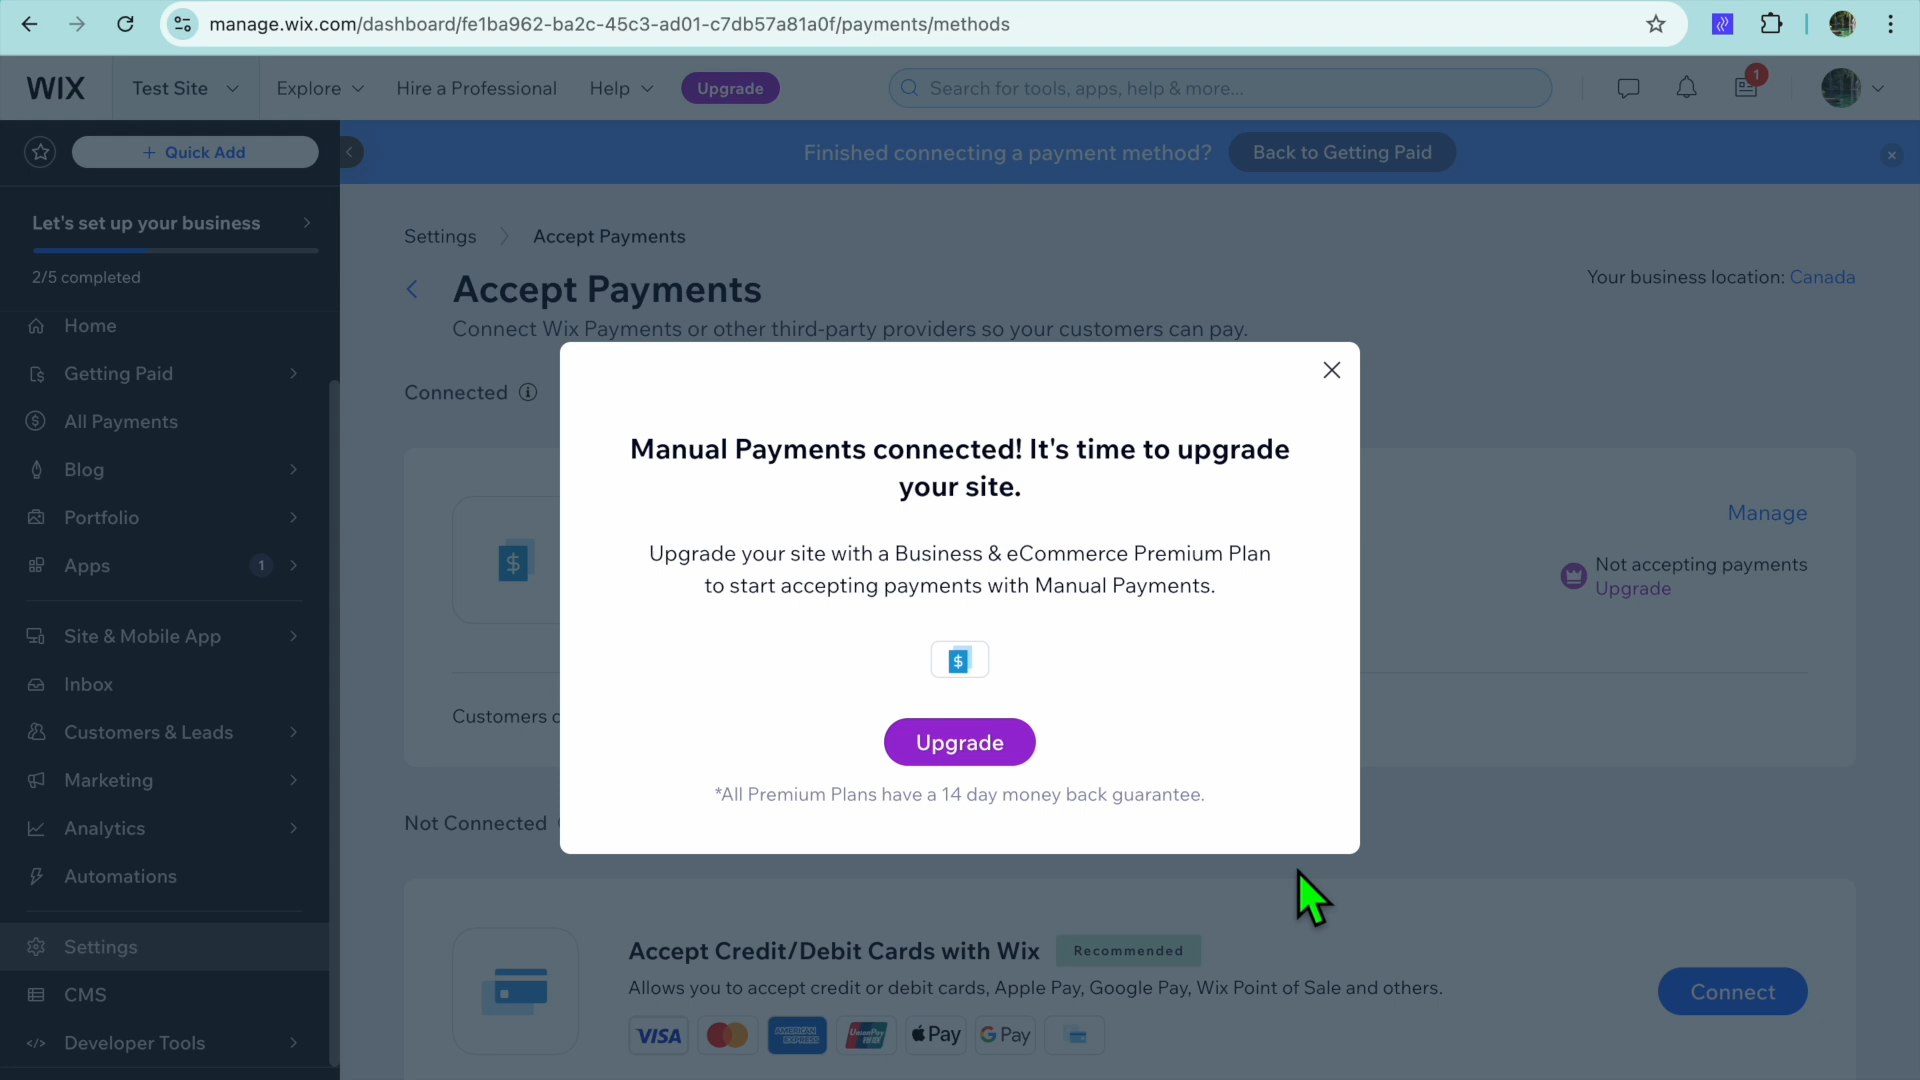 manage.wix.com/dashboard/fe1ba962-ba2c-45c3-ad01-c7db57a81a0f/payments/methods
WIX
Test Site
Explore
Hire a Professional
Help
Upgrade
Search for tools, apps, help & more...
1
+ Quick Add
Finished connecting a payment method?
Back to Getting Paid
Let's set up your business
2/5 completed
Home
Getting Paid
All Payments
Blog
Portfolio
Apps
1
Site & Mobile App
Inbox
Customers & Leads
Marketing
Analytics
Automations
Settings
CMS
Developer Tools
Settings
Accept Payments
Your business location: Canada
Accept Payments
Connect Wix Payments or other third-party providers so your customers can pay.
Connected
Manage
Not accepting payments
Upgrade
Customers
Manual Payments connected! It's time to upgrade
your site.
Upgrade your site with a Business & eCommerce Premium Plan
to start accepting payments with Manual Payments.
$
Upgrade
*All Premium Plans have a 14 day money back guarantee.
Not Connected
Accept Credit/Debit Cards with Wix
Recommended
Allows you to accept credit or debit cards, Apple Pay, Google Pay, Wix Point of Sale and others.
VISA
AMERICAN EXPRESS
UnionPay
Pay
G Pay
Connect